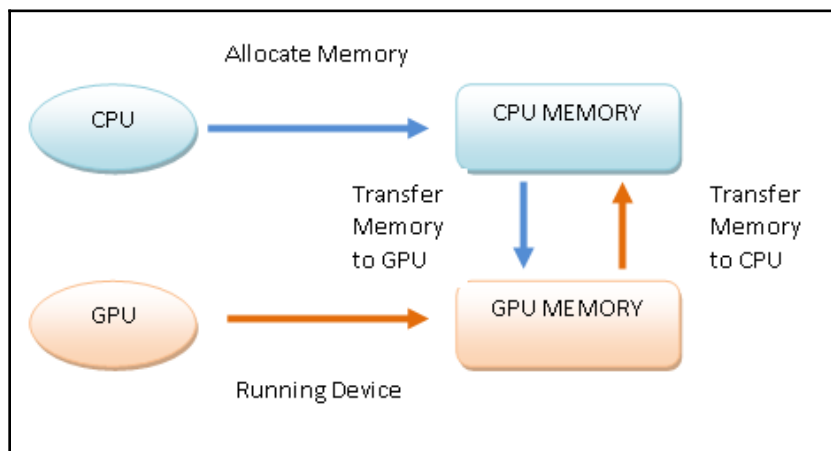 Allocate Memory
CPU
CPU MEMORY
Transfer
Memory
to GPU
Transfer
Memory
to CPU
GPU
GPU MEMORY
Running Device